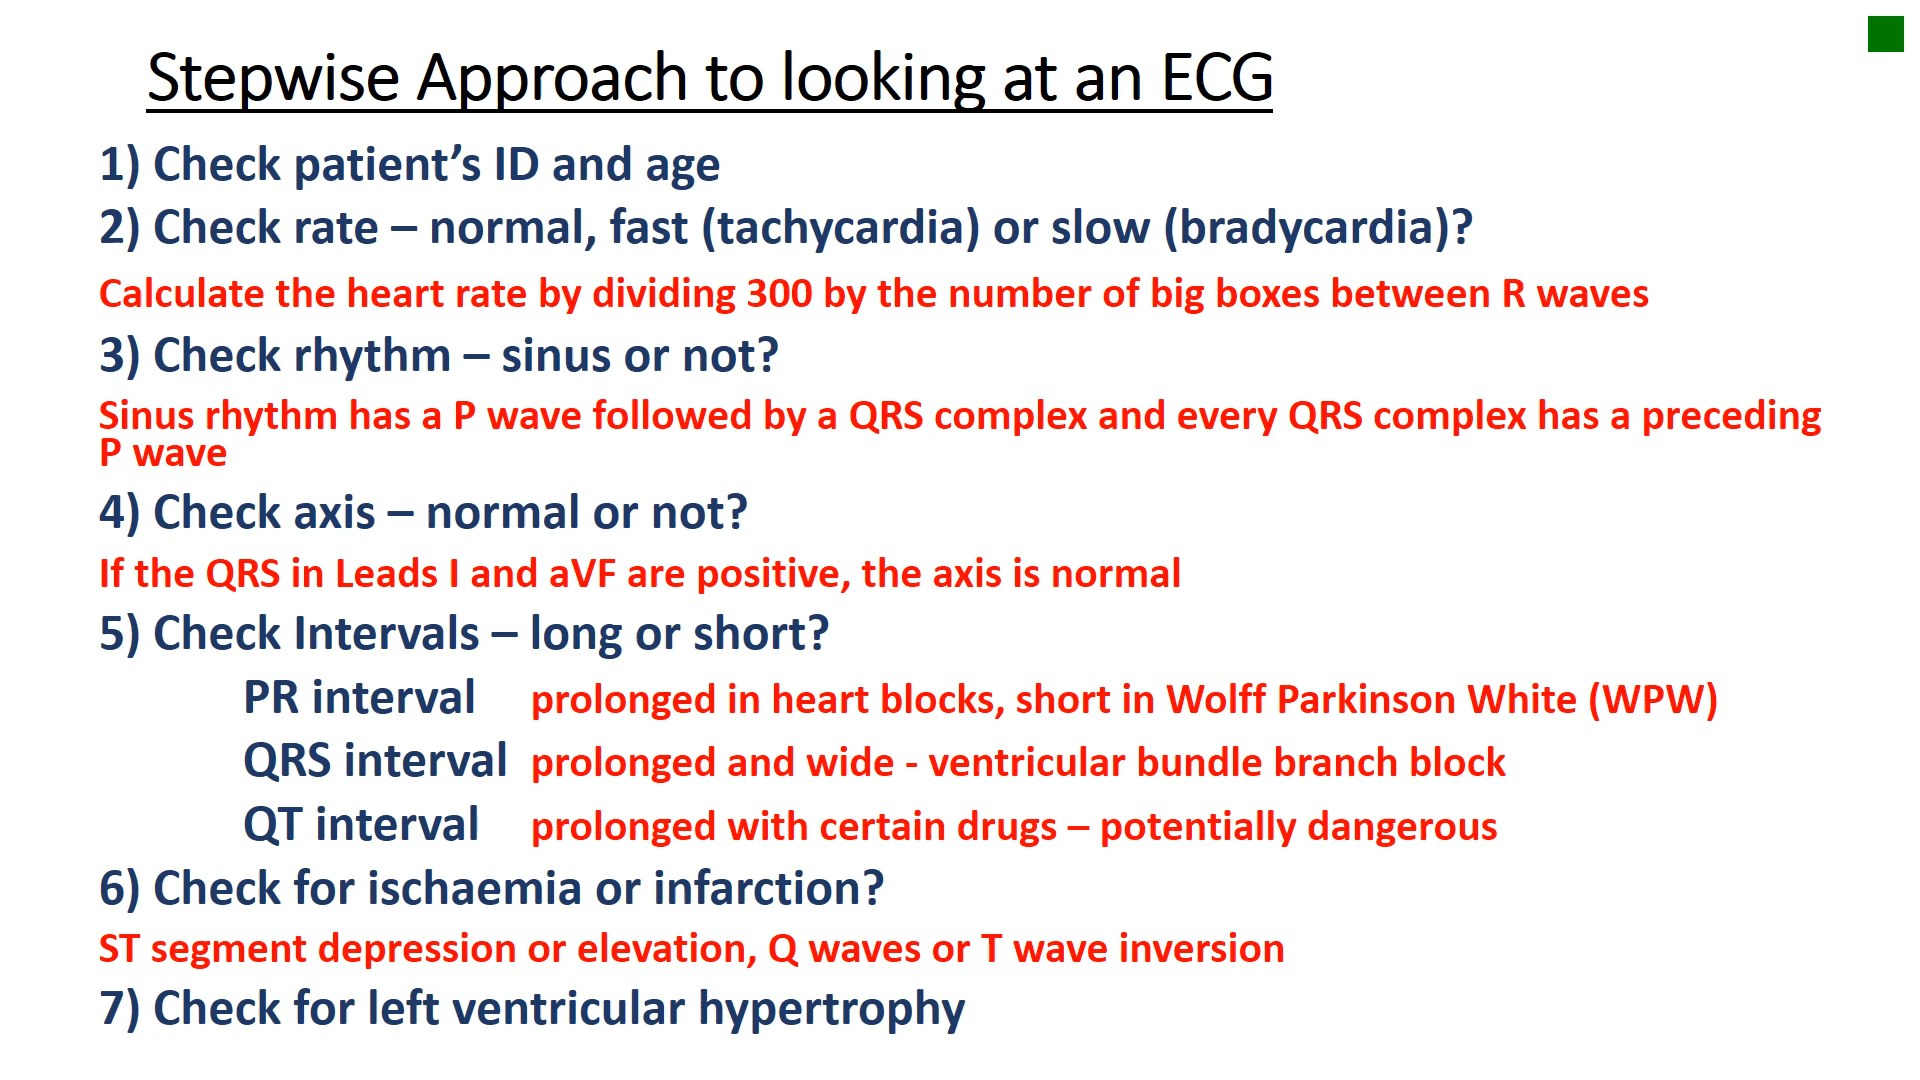 Stepwise Approach to looking at an ECG
1) Check patient’s ID and age
2) Check rate – normal, fast (tachycardia) or slow (bradycardia)?
Calculate the heart rate by dividing 300 by the number of big boxes between R waves
3) Check rhythm – sinus or not?
Sinus rhythm has a P wave followed by a QRS complex and every QRS complex has a preceding
P wave
4) Check axis – normal or not?
If the QRS in Leads I and aVF are positive, the axis is normal
5) Check Intervals – long or short?
PR interval prolonged in heart blocks, short in Wolff Parkinson White (WPW)
QRS interval prolonged and wide - ventricular bundle branch block
QT interval prolonged with certain drugs – potentially dangerous
6) Check for ischaemia or infarction?
ST segment depression or elevation, Q waves or T wave inversion
7) Check for left ventricular hypertrophy